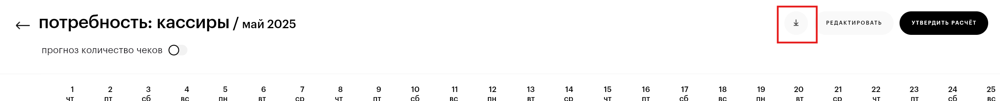 потребность: кассиры / май 2025
РЕДАКТИРОВАТЬ
УТВЕРДИТЬ РАСЧЁТ
прогноз количество чеков
1 2 3 4 5 6 7 8 9 10 11 12 13 14 15 16 17 18 19 20 21 22 23 24 25
чт пт сб вс пн вт ср чт пт сб вс пн вт ср чт пт сб вс пн вт ср чт пт сб вс